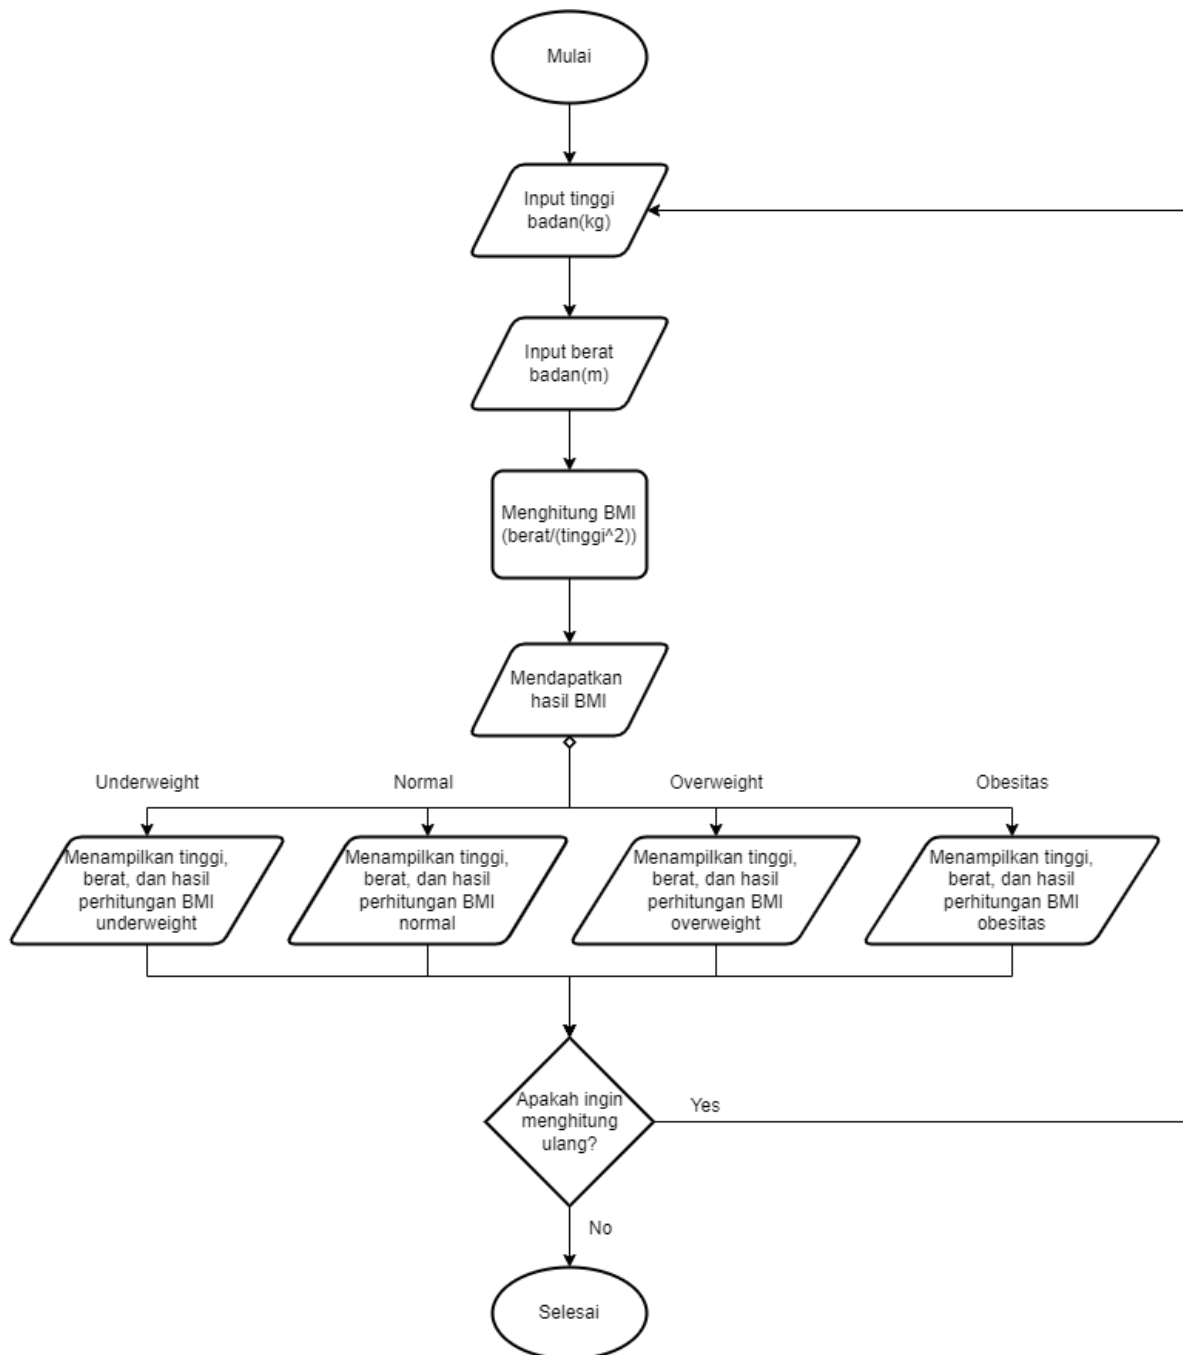 Mulai
Input tinggi
badan(kg)
Input berat
badan(m)
Menghitung BMI
(berat/(tinggi^2))
Mendapatkan
hasil BMI
Underweight
Normal
Overweight
Obesitas
Menampilkan tinggi,
berat, dan hasil
perhitungan BMI
underweight
Menampilkan tinggi,
berat, dan hasil
perhitungan BMI
normal
Menampilkan tinggi,
berat, dan hasil
perhitungan BMI
overweight
Menampilkan tinggi,
berat, dan hasil
perhitungan BMI
obesitas
Apakah ingin
menghitung
ulang?
Yes
No
Selesai